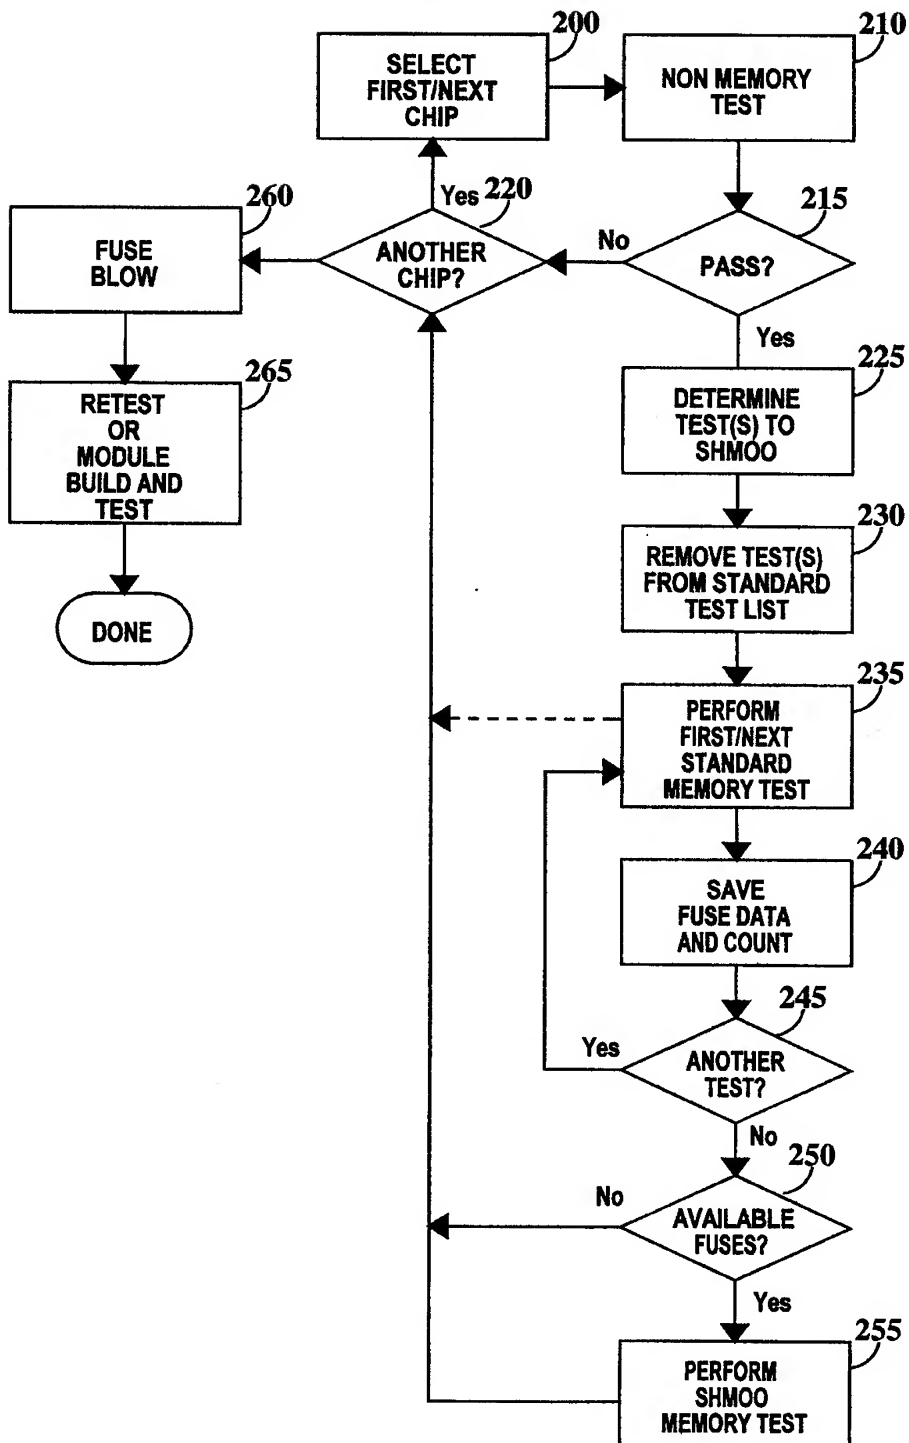 200
SELECT
FIRST/NEXT
CHIP
210
NON MEMORY
TEST
Yes
220
ANOTHER
CHIP?
No
215
PASS?
Yes
260
FUSE
BLOW
265
RETEST
OR
MODULE
BUILD AND
TEST
DONE
225
DETERMINE
TEST(S) TO
SHMOO
230
REMOVE TEST(S)
FROM STANDARD
TEST LIST
235
PERFORM
FIRST/NEXT
STANDARD
MEMORY TEST
240
SAVE
FUSE DATA
AND COUNT
245
Yes
ANOTHER
TEST?
No
250
No
AVAILABLE
FUSES?
Yes
255
PERFORM
SHMOO
MEMORY TEST